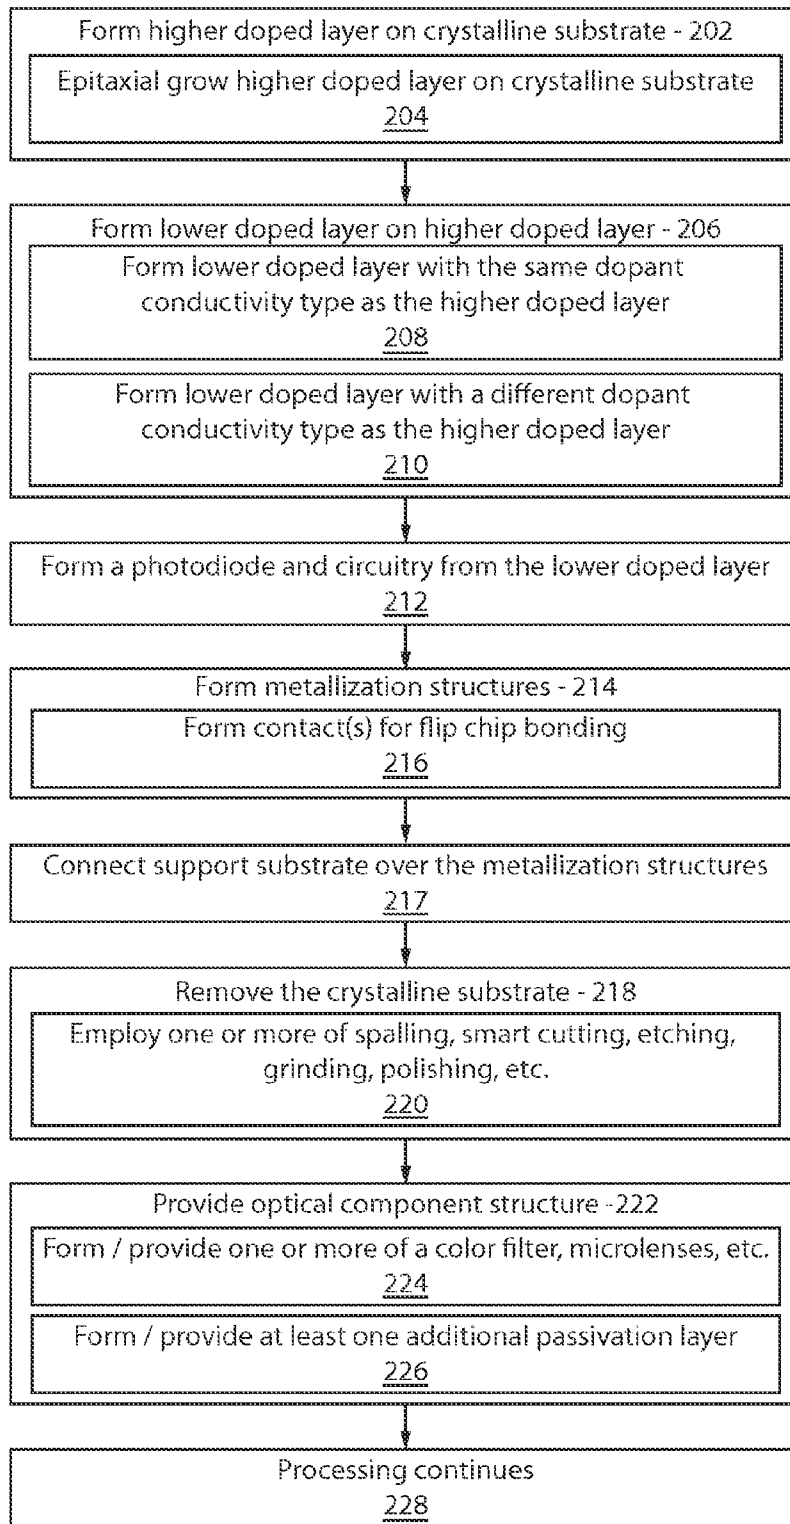 Form higher doped layer on crystalline substrate - 202
Epitaxial grow higher doped layer on crystalline substrate
204
Form lower doped layer on higher doped layer - 206
Form lower doped layer with the same dopant
conductivity type as the higher doped layer
208
Form lower doped layer with a different dopant
conductivity type as the higher doped layer
210
Form a photodiode and circuitry from the lower doped layer
212
Form metallization structures - 214
Form contact(s) for flip chip bonding
216
Connect support substrate over the metallization structures
217
Remove the crystalline substrate - 218
Employ one or more of spalling, smart cutting, etching,
grinding, polishing, etc.
220
Provide optical component structure -222
Form / provide one or more of a color filter, microlenses, etc.
224
Form / provide at least one additional passivation layer
226
Processing continues
228